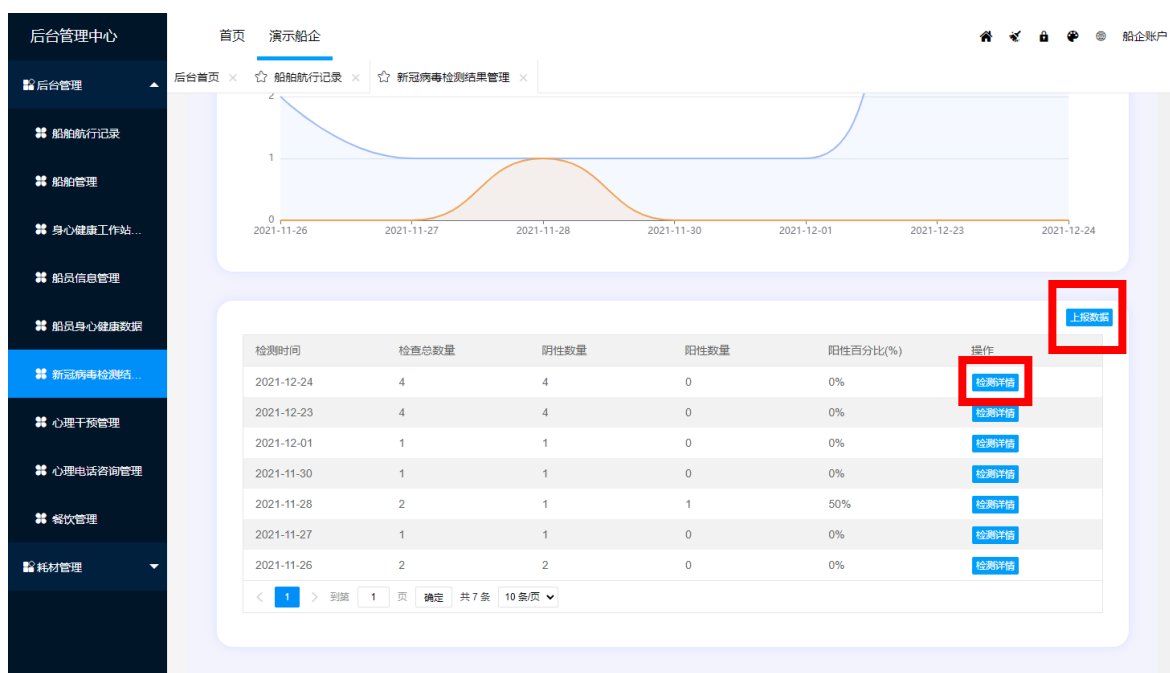 后台管理中心
首页 演示船企
船企账户
后台管理
船舶航行记录
船舶管理
身心健康工作站...
船员信息管理
船员身心健康数据
新冠病毒检测结...
心理干预管理
心理电话咨询管理
餐饮管理
耗材管理
后台首页 船舶航行记录 新冠病毒检测结果管理
2
1
0
2021-11-26 2021-11-27 2021-11-28 2021-11-30 2021-12-01 2021-12-23 2021-12-24
上报数据
检测时间 检查总数量 阴性数量 阳性数量 阳性百分比(%) 操作
2021-12-24 4 4 0 0% 检测详情
2021-12-23 4 4 0 0% 检测详情
2021-12-01 1 1 0 0% 检测详情
2021-11-30 1 1 0 0% 检测详情
2021-11-28 2 1 1 50% 检测详情
2021-11-27 1 1 0 0% 检测详情
2021-11-26 2 2 0 0% 检测详情
1 到第 1 页 确定 共 7 条 10 条/页